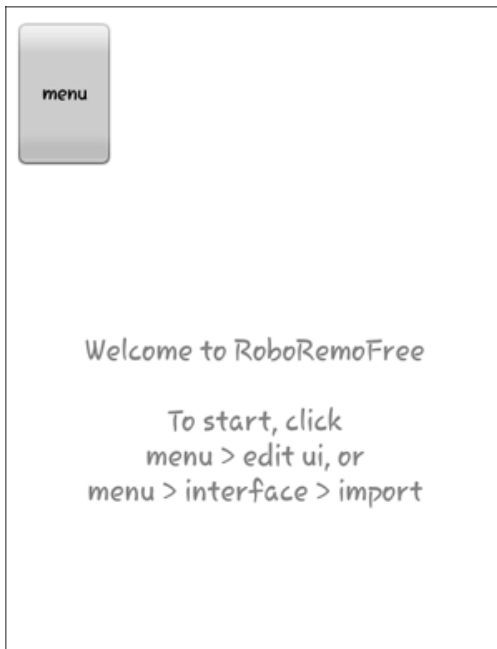 menu
Welcome to RoboRemoFree
To start, click
menu > edit ui, or
menu > interface > import